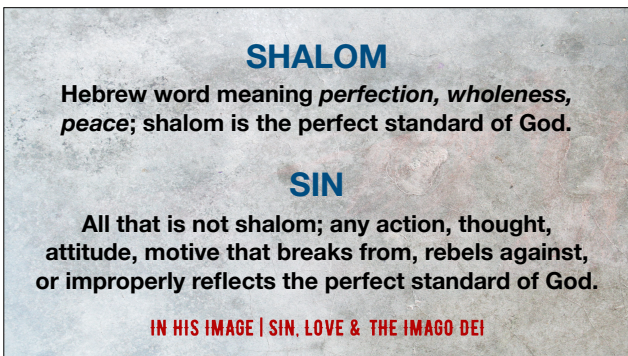 SHALOM
Hebrew word meaning perfection, wholeness,
peace; shalom is the perfect standard of God.
SIN
All that is not shalom; any action, thought,
attitude, motive that breaks from, rebels against,
or improperly reflects the perfect standard of God.
IN HIS IMAGE | SIN, LOVE & THE IMAGO DEI